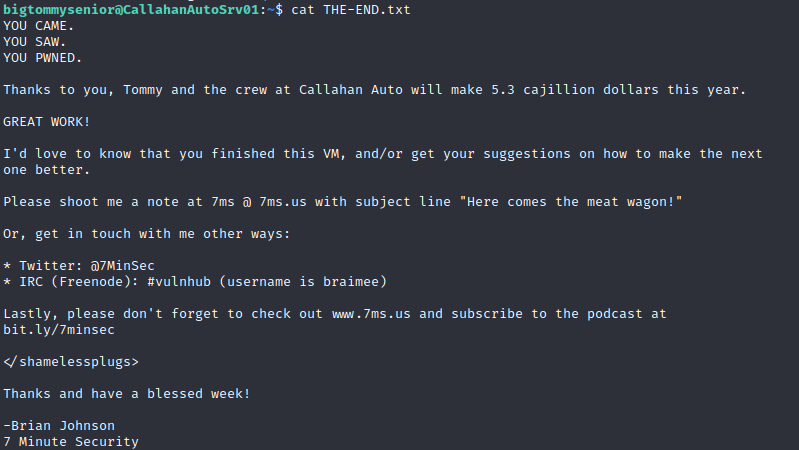 bigtommysenior@CallahanAutoSrv01:~$ cat THE-END.txt
YOU CAME.
YOU SAW.
YOU PWNED.
Thanks to you, Tommy and the crew at Callahan Auto will make 5.3 cajillion dollars this year.
GREAT WORK!
I'd love to know that you finished this VM, and/or get your suggestions on how to make the next
one better.
Please shoot me a note at 7ms @ 7ms.us with subject line "Here comes the meat wagon!"
Or, get in touch with me other ways:
* Twitter: @7MinSec
* IRC (Freenode): #vulnhub (username is braimee)
Lastly, please don't forget to check out www.7ms.us and subscribe to the podcast at
bit.ly/7minsec
</shamelessplugs>
Thanks and have a blessed week!
-Brian Johnson
7 Minute Security